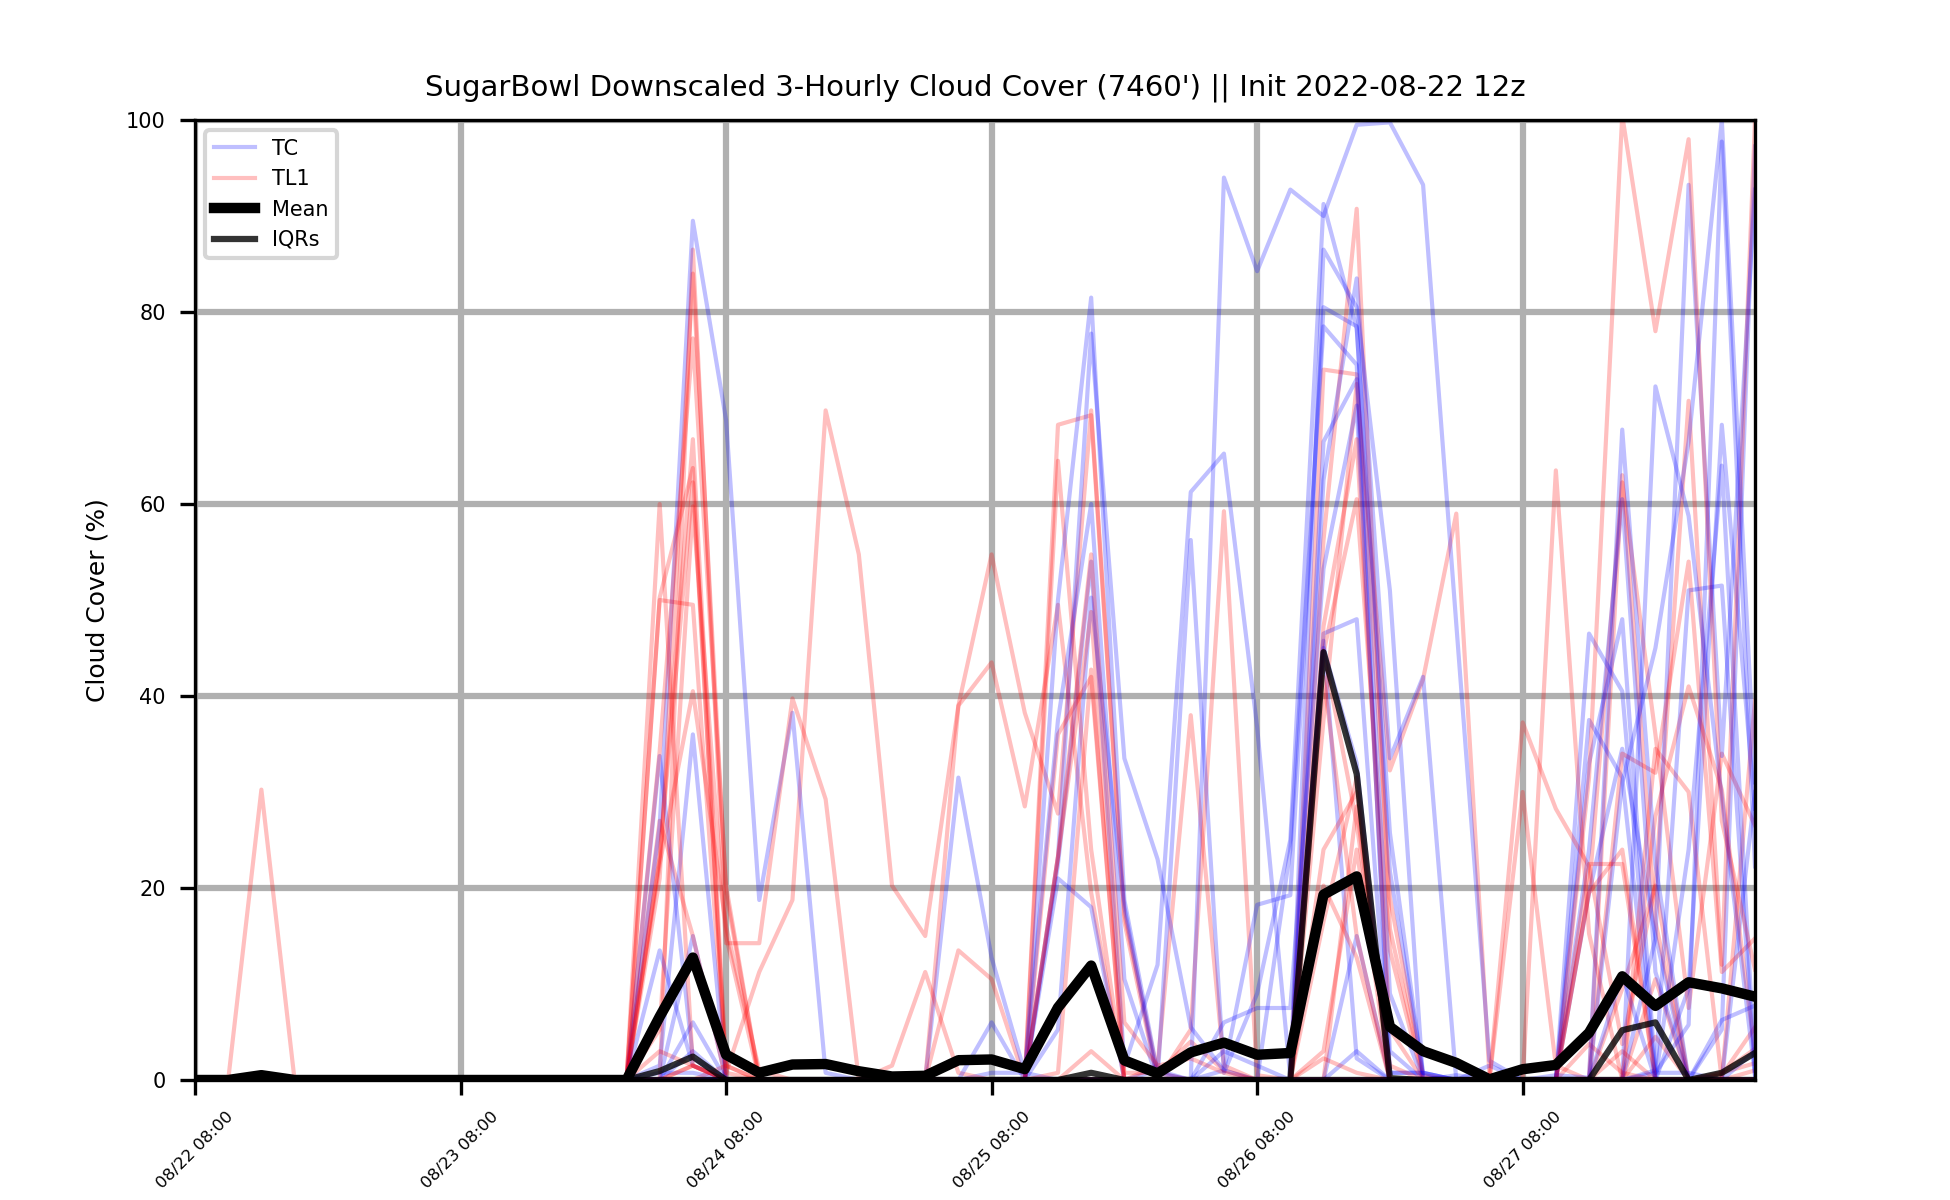 SugarBowl Downscaled 3-Hourly Cloud Cover (7460') || Init 2022-08-22 12z
100
80
60
40
20
0
Cloud Cover (%)
TC
TL1
Mean
IQRs
08/22 08:00
08/23 08:00
08/24 08:00
08/25 08:00
08/26 08:00
08/27 08:00